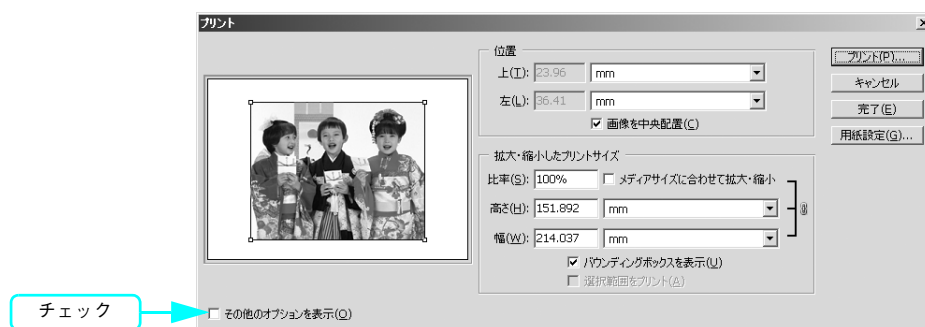 プリント
位置
上(T): 23.96 mm
左(L): 36.41 mm
画像を中央配置(C)
拡大・縮小したプリントサイズ
比率(S): 100% メディアサイズに合わせて拡大・縮小
高さ(H): 151.892 mm
幅(W): 214.037 mm
バウンディングボックスを表示(U)
選択範囲をプリント(A)
プリント(P)...
キャンセル
完了(E)
用紙設定(G)...
チェック
その他のオプションを表示(O)